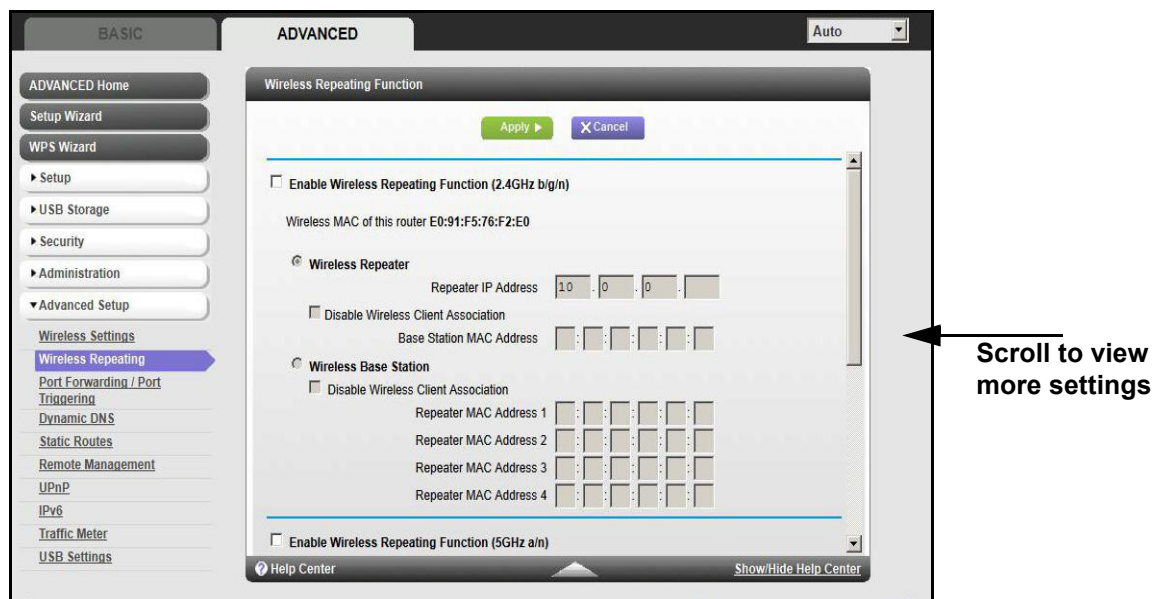 BASIC
ADVANCED
Auto
ADVANCED Home
Setup Wizard
WPS Wizard
Setup
USB Storage
Security
Administration
Advanced Setup
Wireless Settings
Wireless Repeating
Port Forwarding / Port
Triggering
Dynamic DNS
Static Routes
Remote Management
UPnP
IPv6
Traffic Meter
USB Settings
Wireless Repeating Function
Apply
X Cancel
Enable Wireless Repeating Function (2.4GHz b/g/n)
Wireless MAC of this router E0:91:F5:76:F2:E0
Wireless Repeater
Repeater IP Address 10 . 0 . 0 .
Disable Wireless Client Association
Base Station MAC Address : : : : :
Wireless Base Station
Disable Wireless Client Association
Repeater MAC Address 1 : : : : :
Repeater MAC Address 2 : : : : :
Repeater MAC Address 3 : : : : :
Repeater MAC Address 4 : : : : :
Enable Wireless Repeating Function (5GHz a/n)
? Help Center
Show/Hide Help Center
Scroll to view
more settings